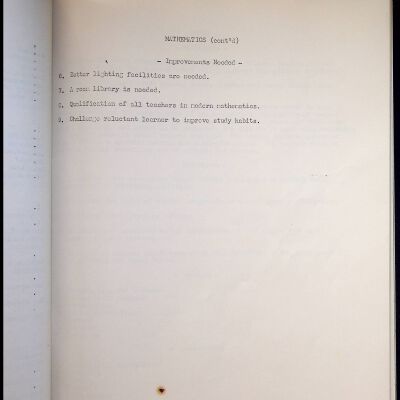 MATHEMATICS (cont'd)
- Improvements Needed -
6. Better lighting facilities are needed.
7. A room library is needed.
8. Qualification of all teachers in modern mathematics.
9. Challenge reluctant learner to improve study habits.